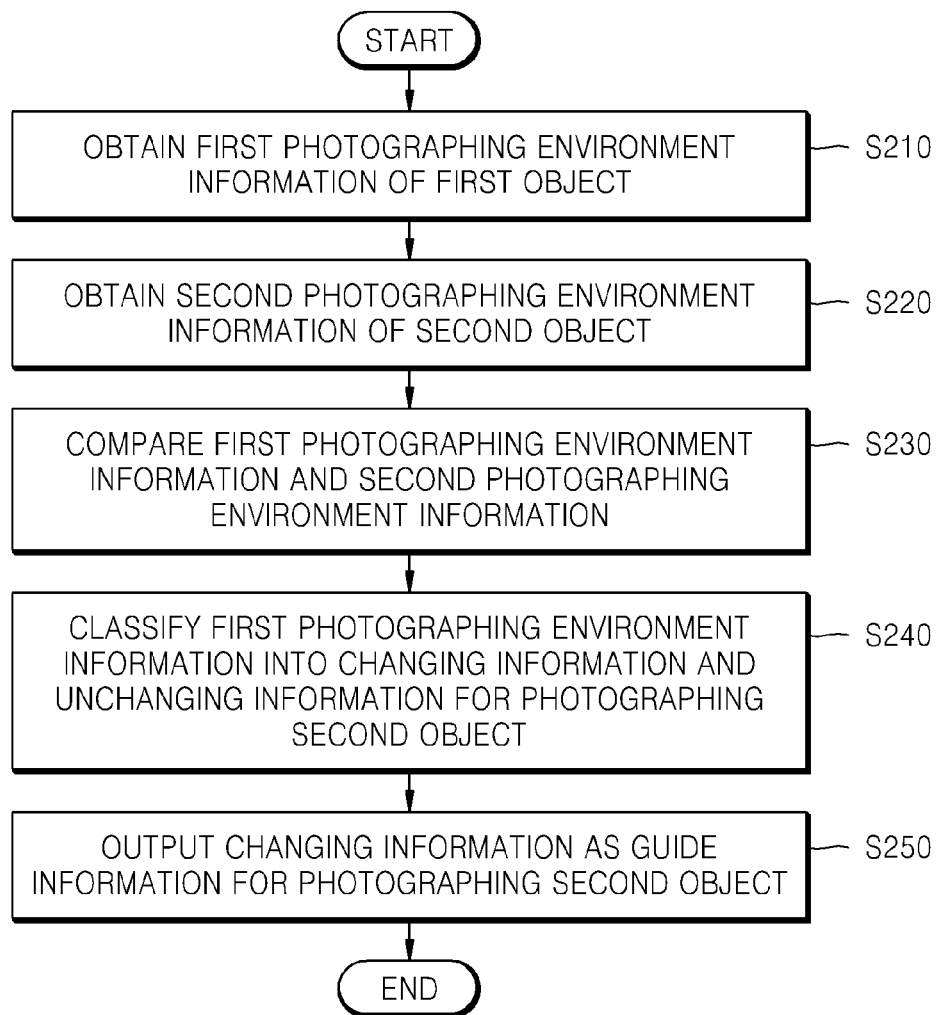 START
OBTAIN FIRST PHOTOGRAPHING ENVIRONMENT
INFORMATION OF FIRST OBJECT
S210
OBTAIN SECOND PHOTOGRAPHING ENVIRONMENT
INFORMATION OF SECOND OBJECT
S220
COMPARE FIRST PHOTOGRAPHING ENVIRONMENT
INFORMATION AND SECOND PHOTOGRAPHING
ENVIRONMENT INFORMATION
S230
CLASSIFY FIRST PHOTOGRAPHING ENVIRONMENT
INFORMATION INTO CHANGING INFORMATION AND
UNCHANGING INFORMATION FOR PHOTOGRAPHING
SECOND OBJECT
S240
OUTPUT CHANGING INFORMATION AS GUIDE
INFORMATION FOR PHOTOGRAPHING SECOND OBJECT
S250
END